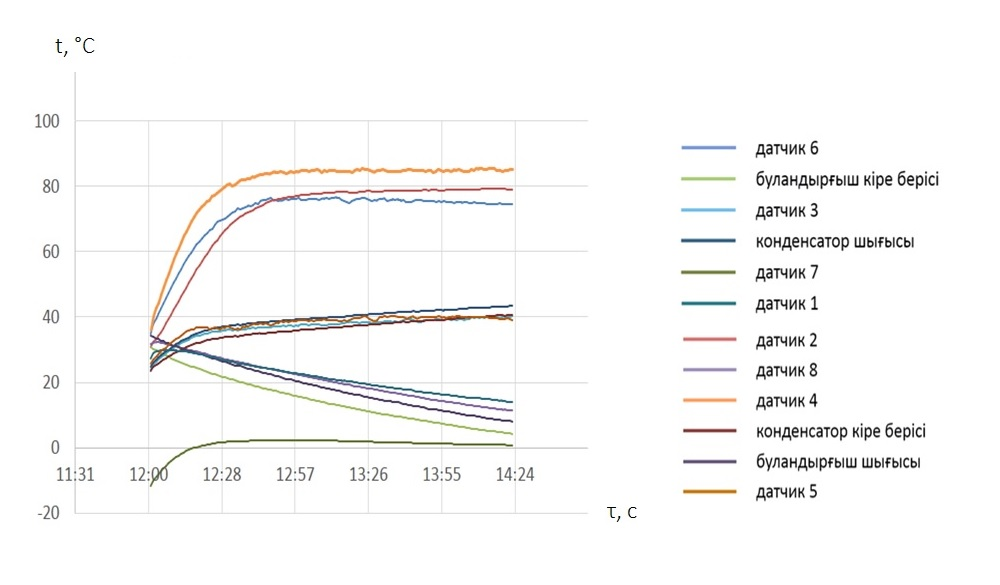 t, °C
100
80
60
40
20
0
-20
11:31 12:00 12:28 12:57 13:26 13:55 14:24
τ, c
датчик 6
буландырғыш кіре берісі
датчик 3
конденсатор шығысы
датчик 7
датчик 1
датчик 2
датчик 8
датчик 4
конденсатор кіре берісі
буландырғыш шығысы
датчик 5